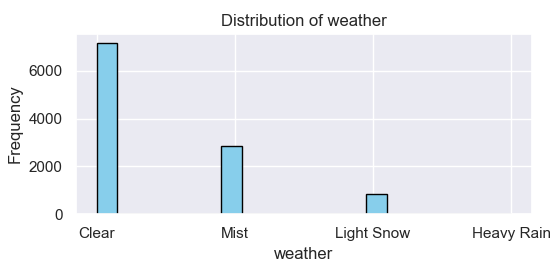 Distribution of weather
Frequency
6000
4000
2000
0
Clear Mist Light Snow Heavy Rain
weather